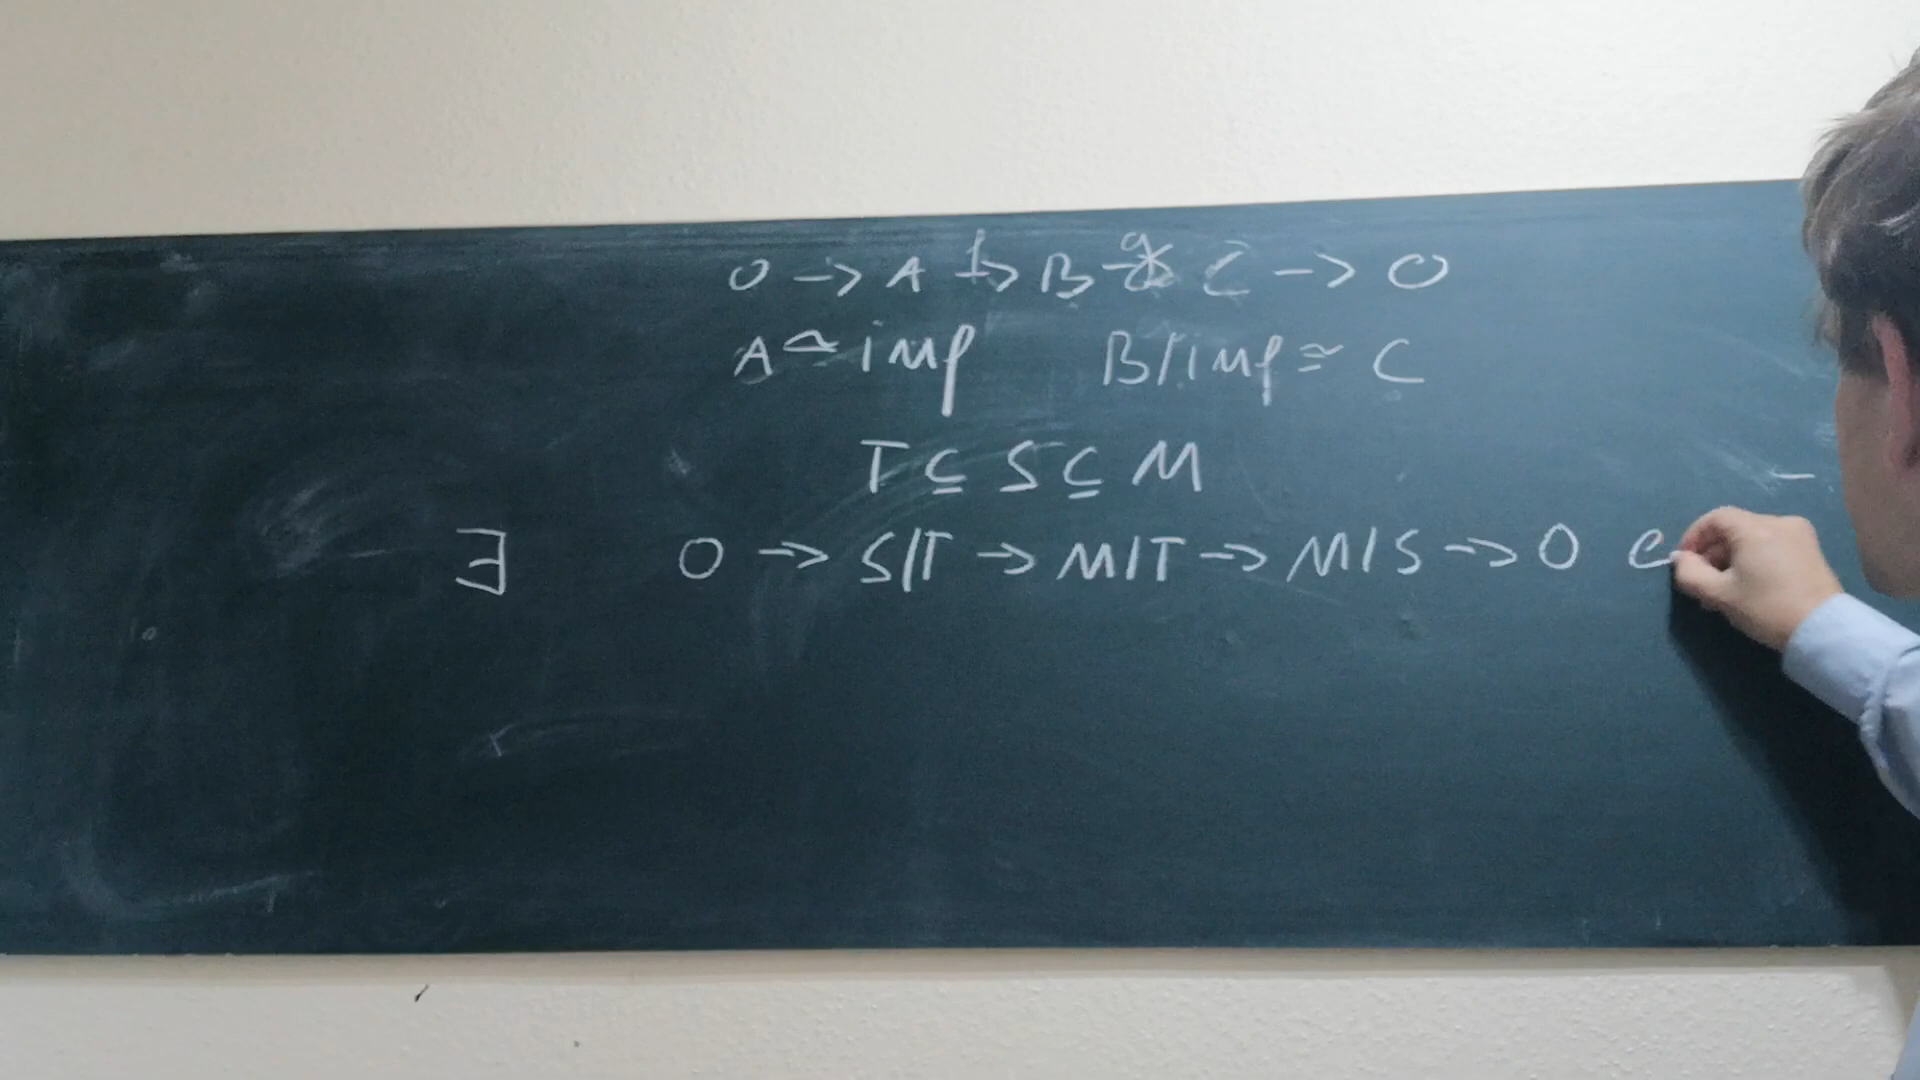 0 -> A f-> B g-> C -> 0
A ≃ imf B/imf ≃ C
T ⊆ S ⊆ M
∃ 0 -> S/T -> M/T -> M/S -> 0 e